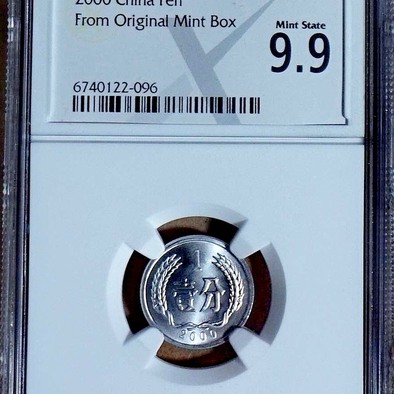 2000 China Fen
From Original Mint Box
Mint State
9.9
6740122-096
1
壹分
2000